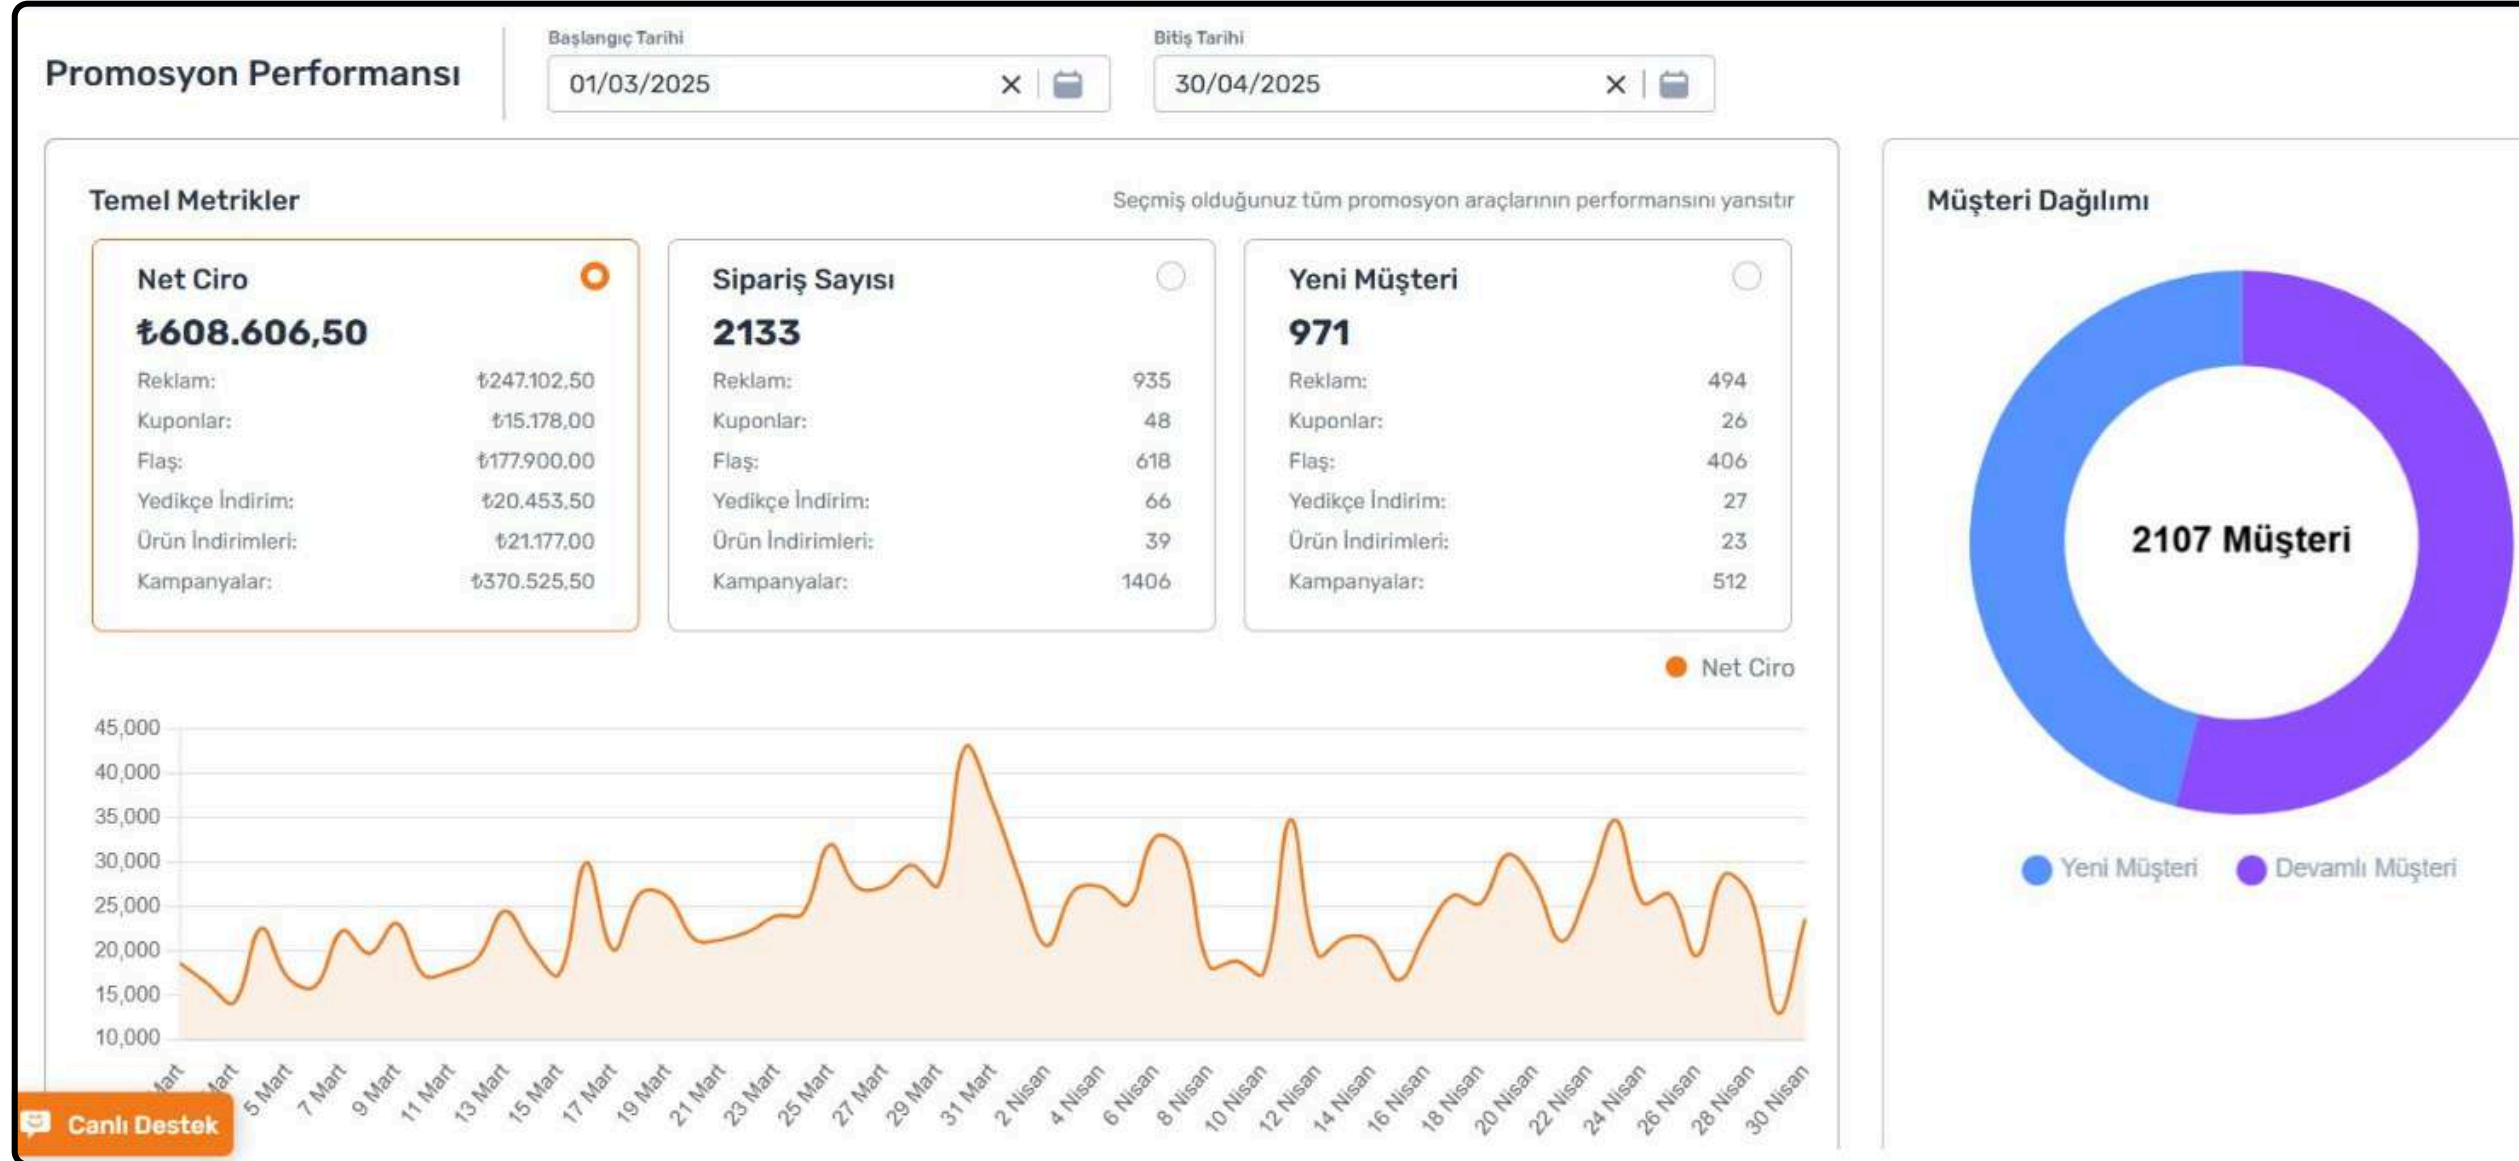 Promosyon Performansı
Başlangıç Tarihi
01/03/2025
Bitiş Tarihi
30/04/2025
Temel Metrikler
Seçmiş olduğunuz tüm promosyon araçlarının performansını yansıtır
Net Ciro
₺608.606,50
Reklam: ₺247.102,50
Kuponlar: ₺15.178,00
Flaş: ₺177.900.00
Yedikçe İndirim: ₺20.453,50
Ürün İndirimleri: ₺21.177,00
Kampanyalar: ₺370.525,50
Sipariş Sayısı
2133
Reklam: 935
Kuponlar: 48
Flaş: 618
Yedikçe İndirim: 66
Ürün İndirimleri: 39
Kampanyalar: 1406
Yeni Müşteri
971
Reklam: 494
Kuponlar: 26
Flaş: 406
Yedikçe İndirim: 27
Ürün İndirimleri: 23
Kampanyalar: 512
Net Ciro
45,000
40,000
35,000
30,000
25,000
20,000
15,000
10,000
Mart
Mart
5 Mart
7 Mart
9 Mart
11 Mart
13 Mart
15 Mart
17 Mart
19 Mart
21 Mart
23 Mart
25 Mart
27 Mart
29 Mart
31 Mart
2 Nisan
4 Nisan
6 Nisan
8 Nisan
10 Nisan
12 Nisan
14 Nisan
16 Nisan
18 Nisan
20 Nisan
22 Nisan
24 Nisan
26 Nisan
28 Nisan
30 Nisan
Canlı Destek
Müşteri Dağılımı
2107 Müşteri
Yeni Müşteri
Devamlı Müşteri